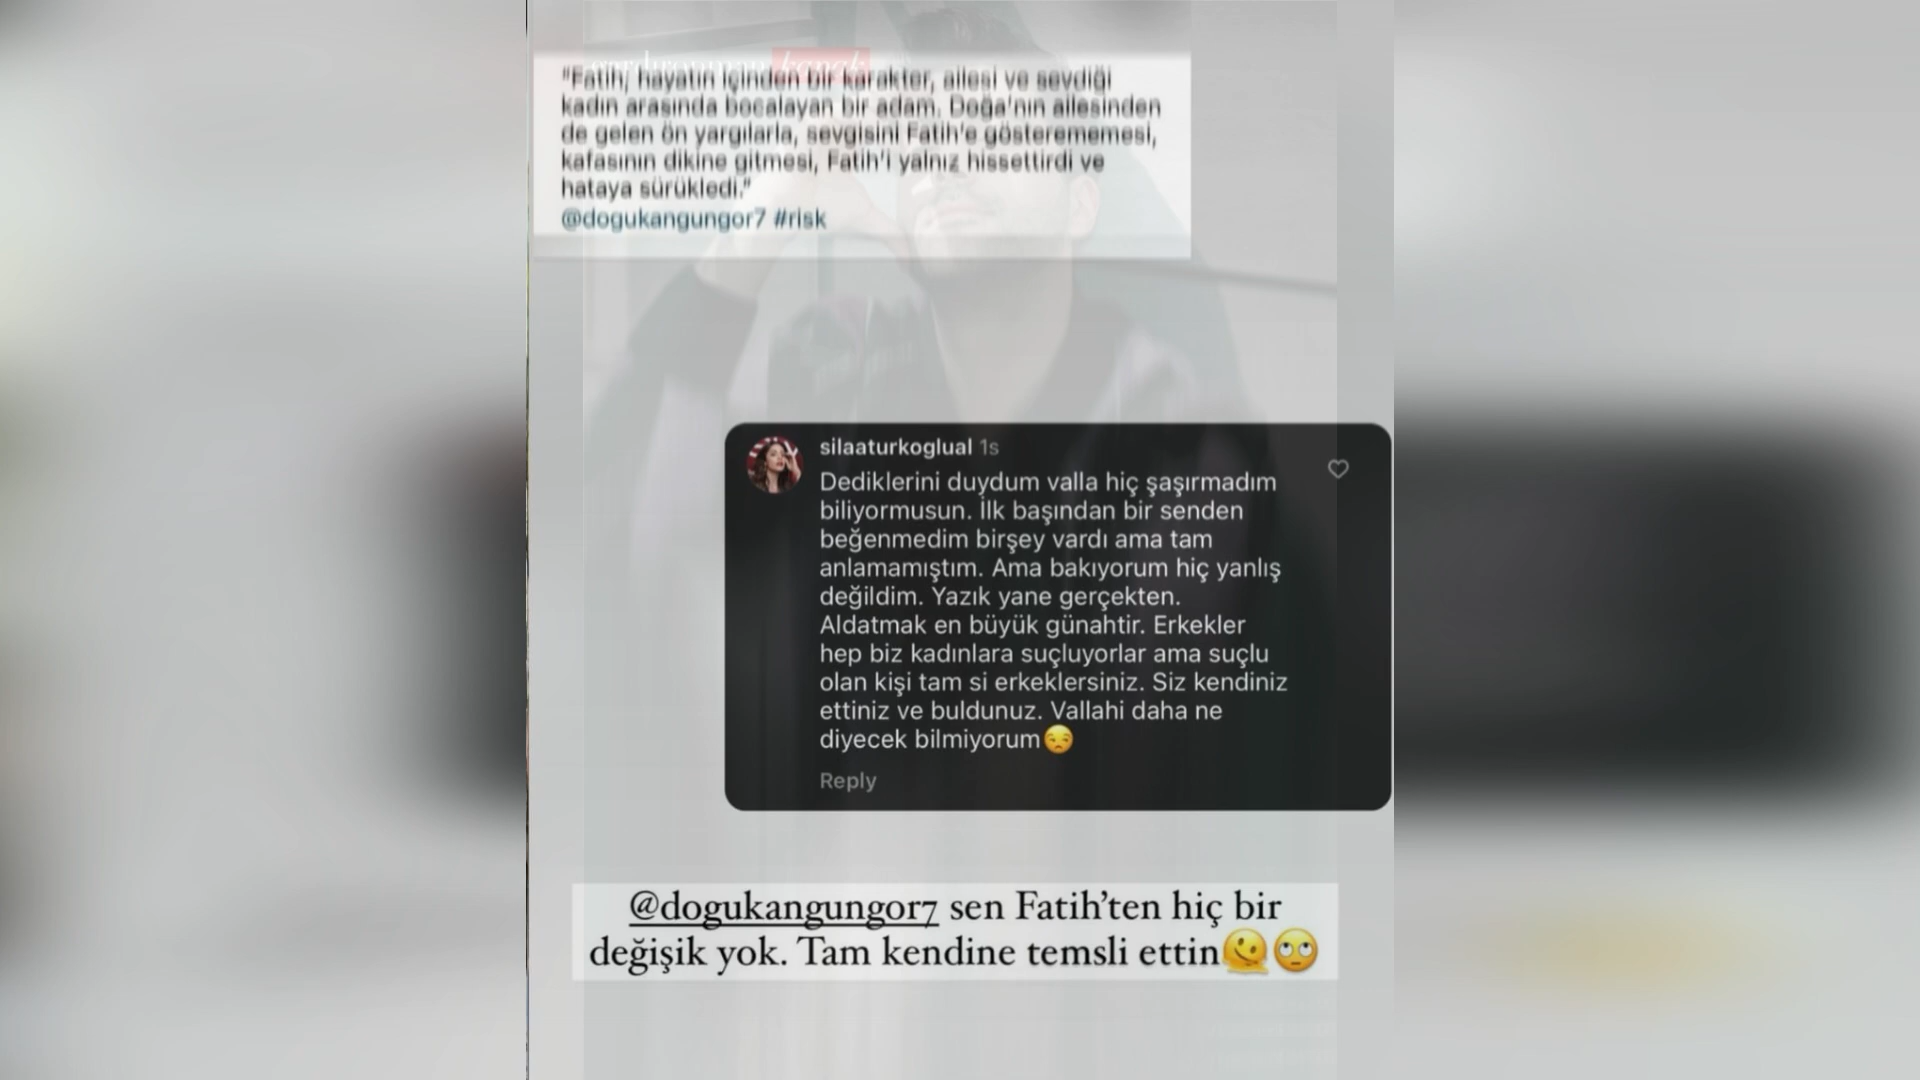 kapak
"Fatih; hayatın içinden bir karakter, ailesi ve sevdiği
kadın arasında bocalayan bir adam. Doğa'nın ailesinden
de gelen ön yargılarla, sevgisini Fatih'e gösterememesi,
kafasının dikine gitmesi, Fatih'i yalnız hissettirdi ve
hataya sürükledi."
@dogukangungor7 #risk
silaaturkoglual 1s
Dediklerini duydum valla hiç şaşırmadım
biliyormusun. İlk başından bir senden
beğenmedim birşey vardı ama tam
anlamamıştım. Ama bakıyorum hiç yanlış
değildim. Yazık yane gerçekten.
Aldatmak en büyük günahtir. Erkekler
hep biz kadınlara suçluyorlar ama suçlu
olan kişi tam si erkeklersiniz. Siz kendiniz
ettiniz ve buldunuz. Vallahi daha ne
diyecek bilmiyorum😒
Reply
@dogukangungor7 sen Fatih'ten hiç bir
değişik yok. Tam kendine temsli ettin🫠🙄